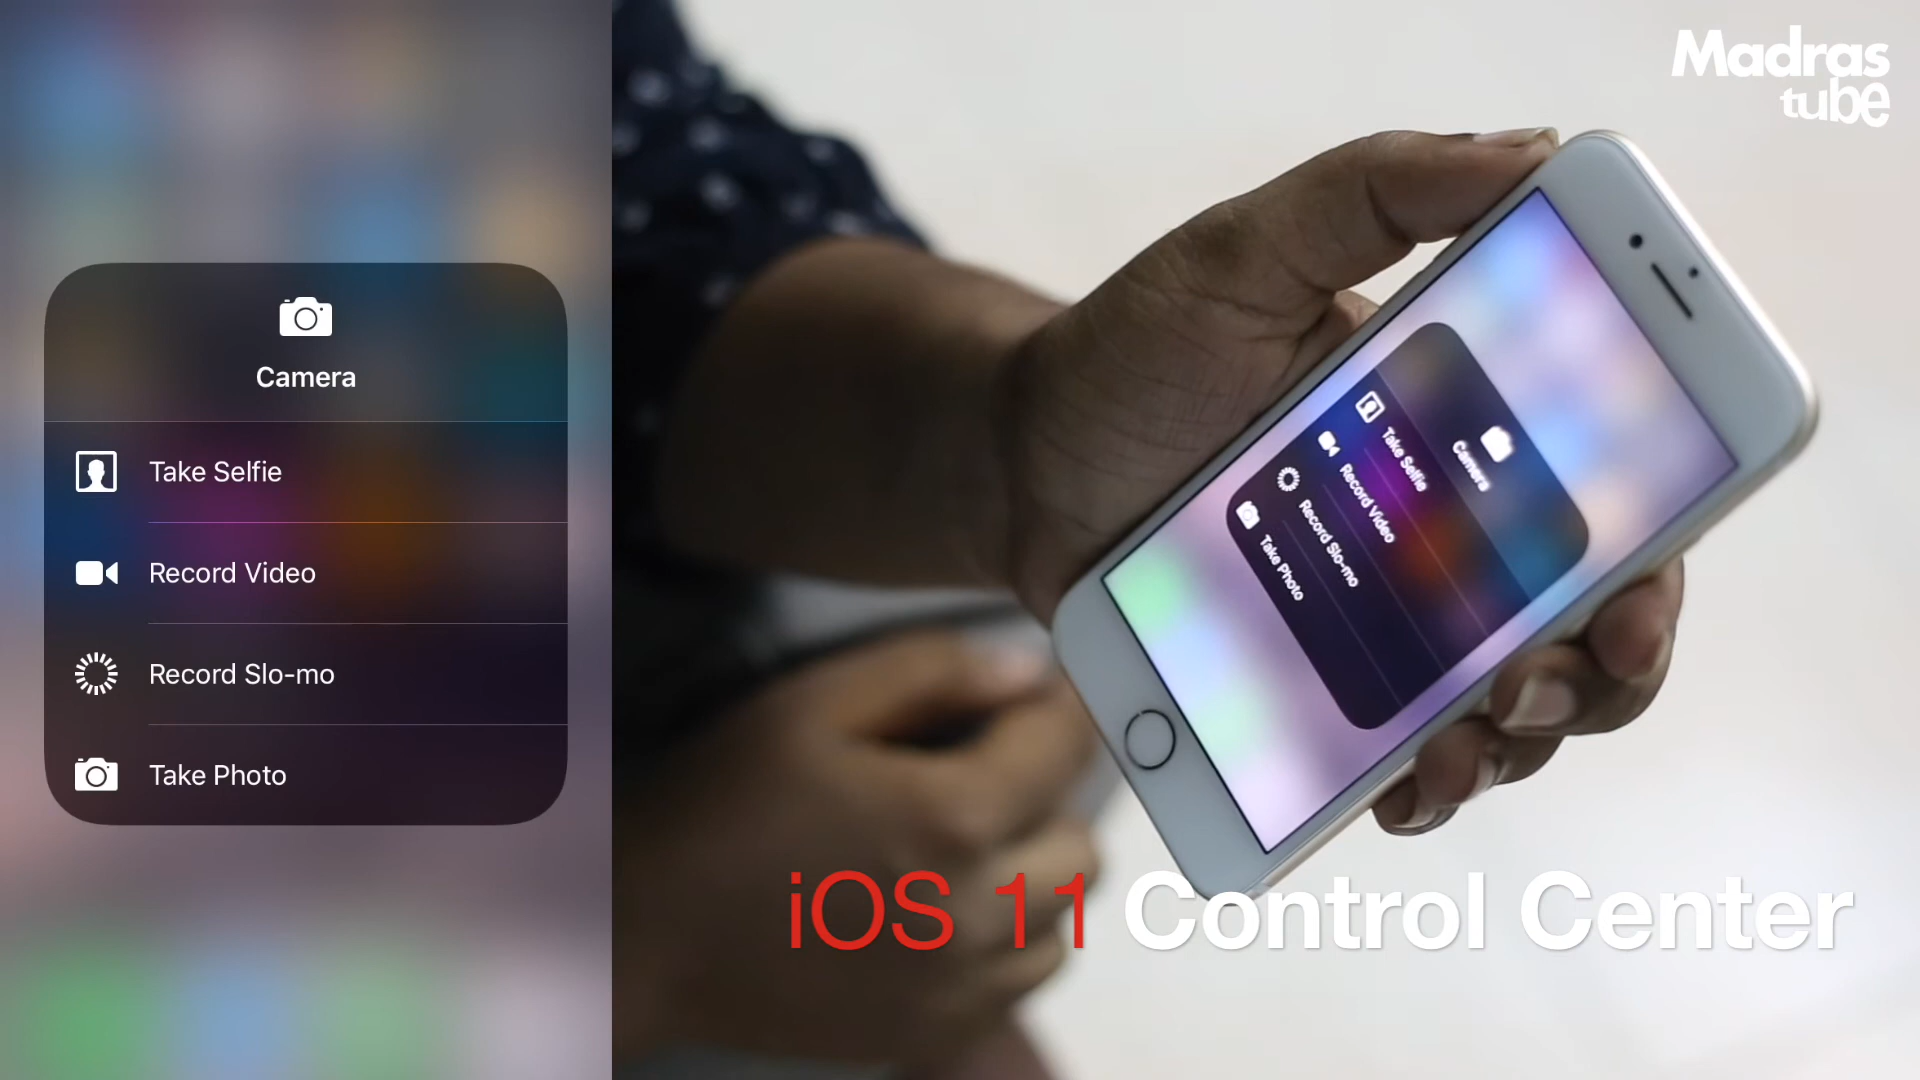 Camera
Take Selfie
Record Video
Record Slo-mo
Take Photo
Madras
tube
Camera
Take Selfie
Record Video
Record Slo-mo
Take Photo
iOS 11 Control Center